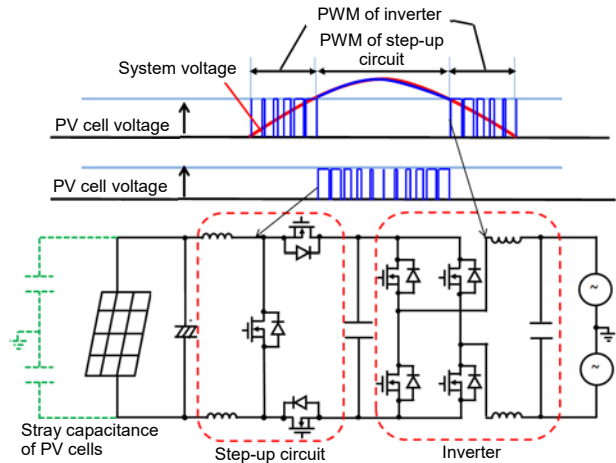 PWM of inverter
PWM of step-up
circuit
System voltage
PV cell voltage
PV cell voltage
~
~
Stray capacitance
of PV cells
Step-up circuit
Inverter